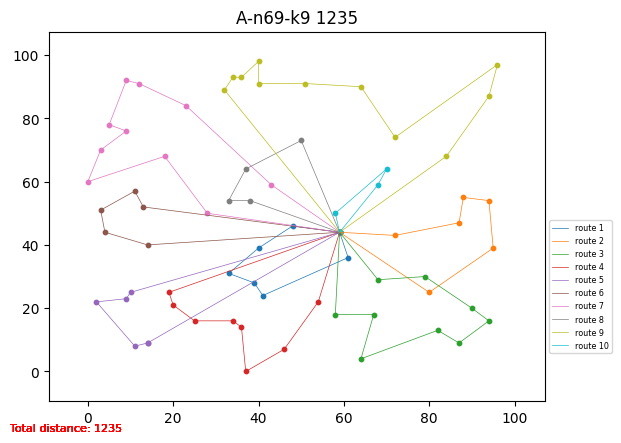 A-n69-k9 1235
100
80
60
40
20
0
0 20 40 60 80 100
route 1
route 2
route 3
route 4
route 5
route 6
route 7
route 8
route 9
route 10
Total distance: 1235